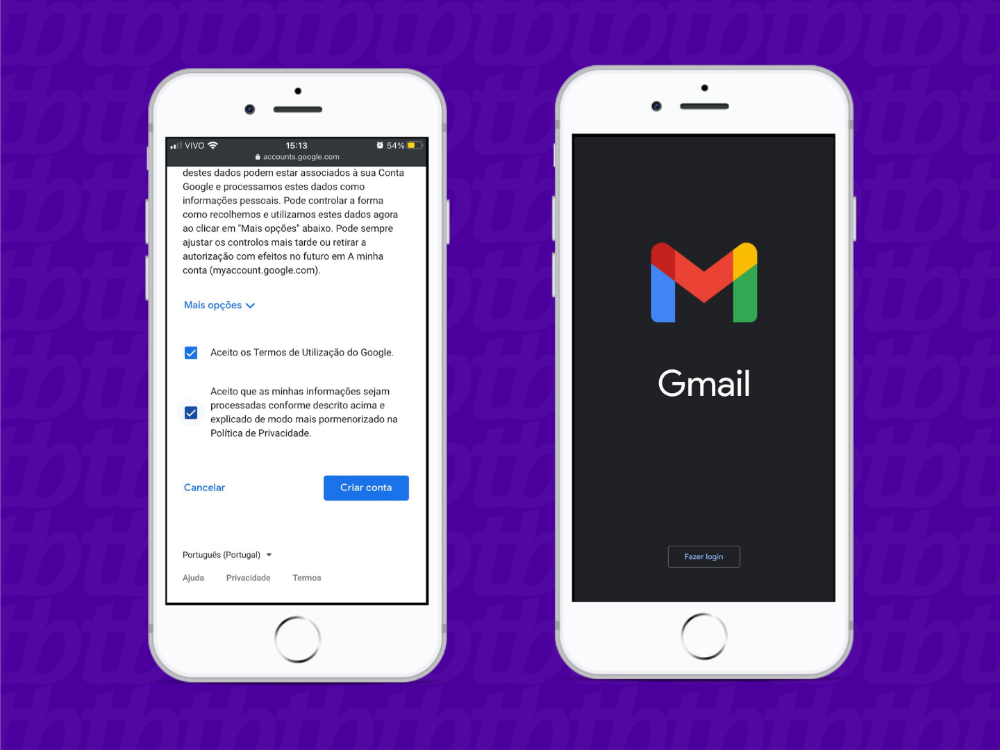 VIVO 15:13 54%
accounts.google.com
destes dados podem estar associados à sua Conta
Google e processamos estes dados como
informações pessoais. Pode controlar a forma
como recolhemos e utilizamos estes dados agora
ao clicar em "Mais opções" abaixo. Pode sempre
ajustar os controlos mais tarde ou retirar a
autorização com efeitos no futuro em A minha
conta (myaccount.google.com).
Mais opções
Aceito os Termos de Utilização do Google.
Aceito que as minhas informações sejam
processadas conforme descrito acima e
explicado de modo mais pormenorizado na
Política de Privacidade.
Cancelar Criar conta
Português (Portugal)
Ajuda Privacidade Termos
Gmail
Fazer login